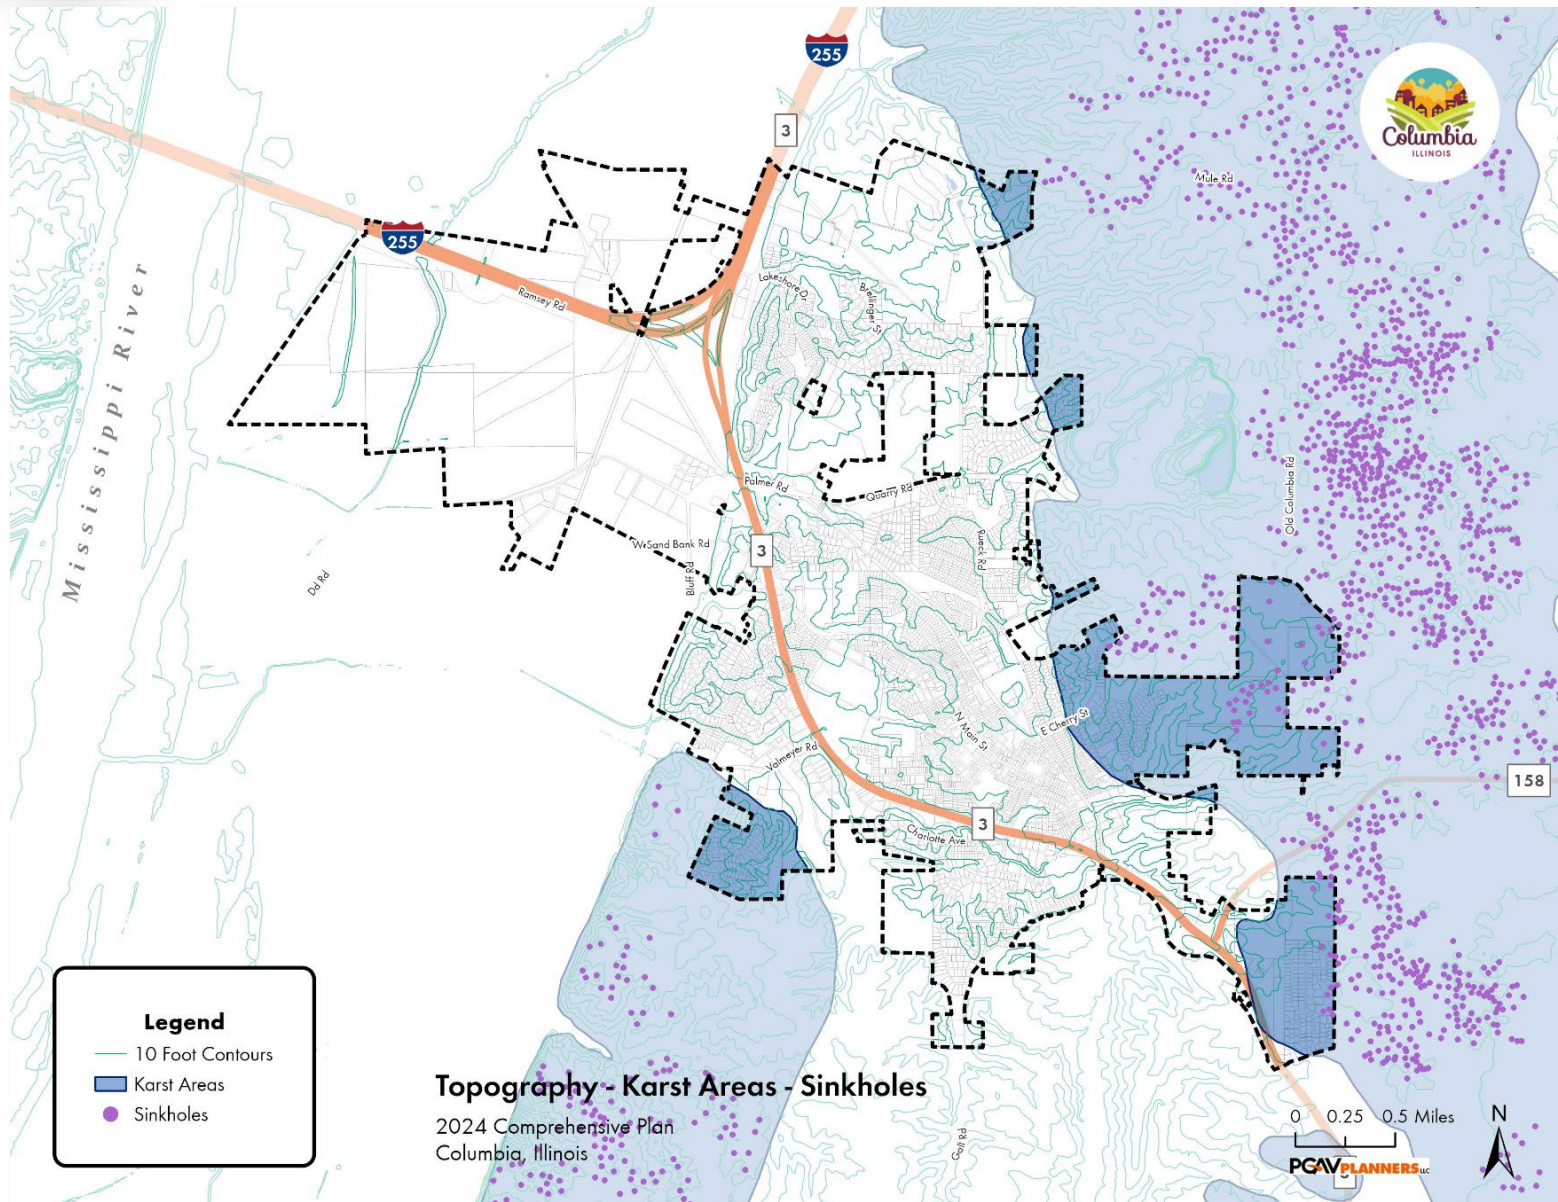 255
Columbia
ILLINOIS
3
Mule Rd
255
Ramsey Rd
Lakeshore Dr
Brellinger St
Mississippi River
Palmer Rd
Quarry Rd
Old Columbia Rd
W Sand Bank Rd
3
Rueck Rd
Bluff Rd
Dd Rd
N Main St
E Cherry St
Valmeyer Rd
158
3
Charlotte Ave
Legend
10 Foot Contours
Karst Areas
Sinkholes
Topography - Karst Areas - Sinkholes
2024 Comprehensive Plan
Columbia, Illinois
Gall Rd
0 0.25 0.5 Miles
N
PGAV PLANNERS LLC
3